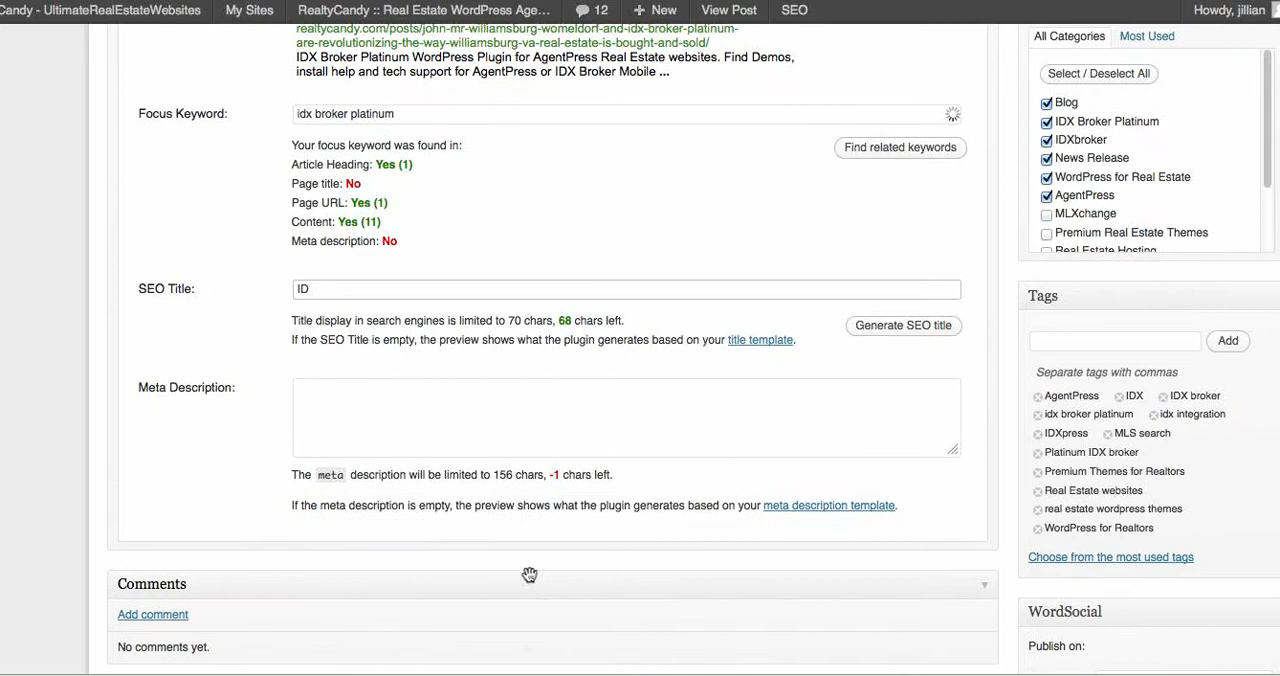 Candy - UltimateRealEstateWebsites My Sites RealtyCandy :: Real Estate WordPress Age... 12 + New View Post SEO Howdy, jillian
realtycandy.com/posts/john-mr-williamsburg-womeldorf-and-idx-broker-platinum-
are-revolutionizing-the-way-williamsburg-va-real-estate-is-bought-and-sold/
IDX Broker Platinum WordPress Plugin for AgentPress Real Estate websites. Find Demos,
install help and tech support for AgentPress or IDX Broker Mobile ...
Focus Keyword: idx broker platinum
Your focus keyword was found in:
Find related keywords
Article Heading: Yes (1)
Page title: No
Page URL: Yes (1)
Content: Yes (11)
Meta description: No
SEO Title: ID
Title display in search engines is limited to 70 chars, 68 chars left.
Generate SEO title
If the SEO Title is empty, the preview shows what the plugin generates based on your title template.
Meta Description:
The meta description will be limited to 156 chars, -1 chars left.
If the meta description is empty, the preview shows what the plugin generates based on your meta description template.
Comments
Add comment
No comments yet.
All Categories Most Used
Select / Deselect All
Blog
IDX Broker Platinum
IDXbroker
News Release
WordPress for Real Estate
AgentPress
MLXchange
Premium Real Estate Themes
Real Estate Hosting
Tags
Add
Separate tags with commas
AgentPress IDX IDX broker
idx broker platinum idx integration
IDXpress MLS search
Platinum IDX broker
Premium Themes for Realtors
Real Estate websites
real estate wordpress themes
WordPress for Realtors
Choose from the most used tags
WordSocial
Publish on: